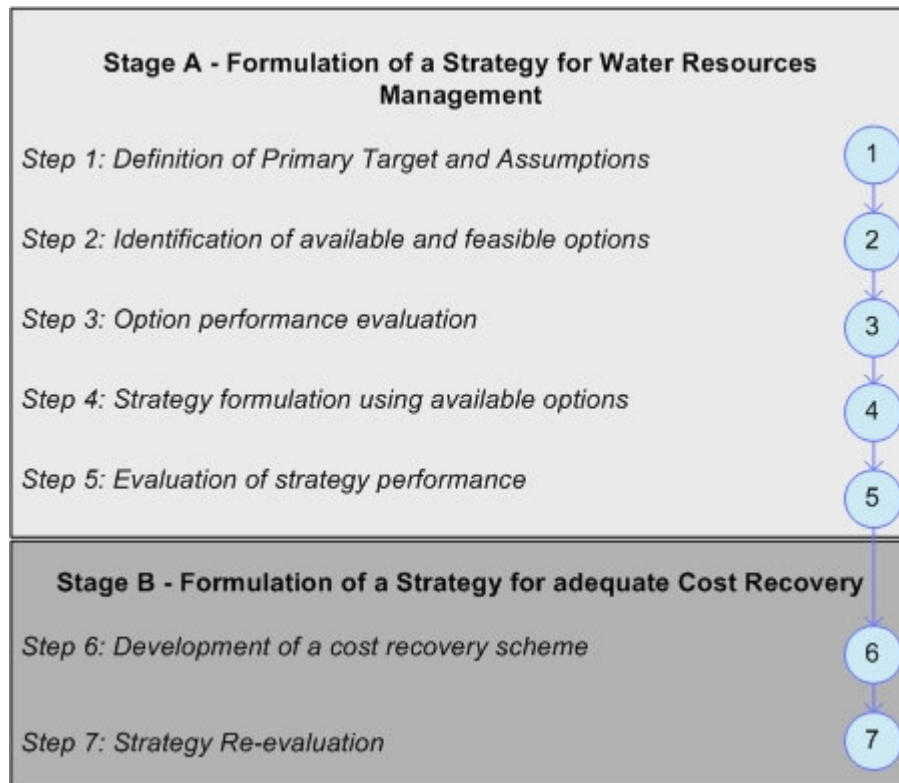 Stage A - Formulation of a Strategy for Water Resources
Management
Step 1: Definition of Primary Target and Assumptions
1
Step 2: Identification of available and feasible options
2
Step 3: Option performance evaluation
3
Step 4: Strategy formulation using available options
4
Step 5: Evaluation of strategy performance
5
Stage B - Formulation of a Strategy for adequate Cost Recovery
Step 6: Development of a cost recovery scheme
6
Step 7: Strategy Re-evaluation
7